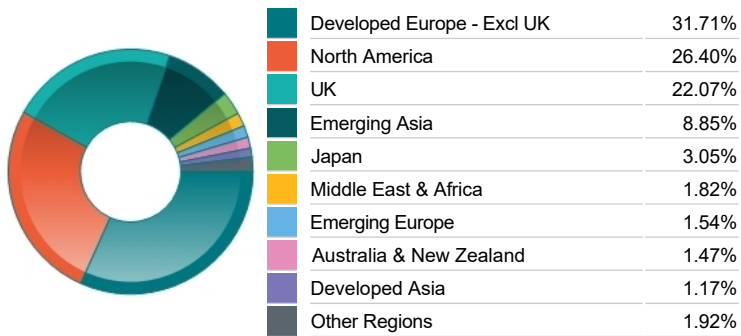 Developed Europe - Excl UK 31.71%
North America 26.40%
UK 22.07%
Emerging Asia 8.85%
Japan 3.05%
Middle East & Africa 1.82%
Emerging Europe 1.54%
Australia & New Zealand 1.47%
Developed Asia 1.17%
Other Regions 1.92%